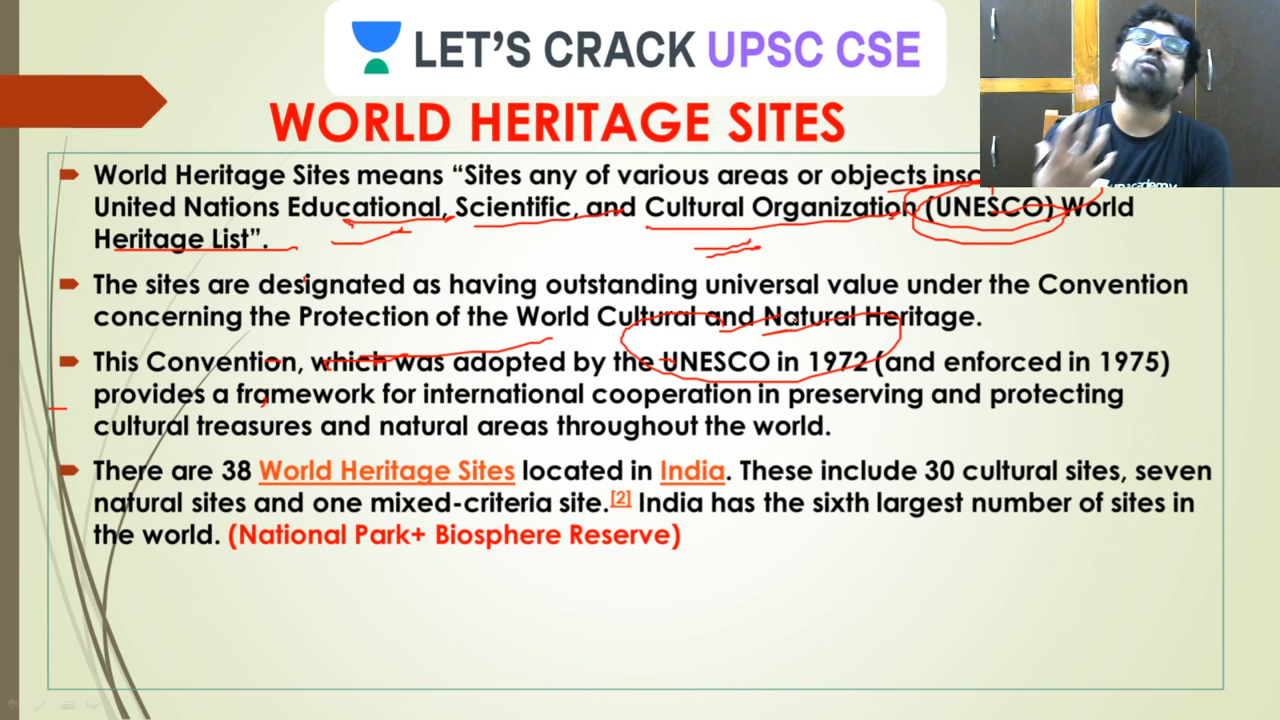 LET'S CRACK UPSC CSE
WORLD HERITAGE SITES
World Heritage Sites means “Sites any of various areas or objects
United Nations Educational, Scientific, and Cultural Organization (UNESCO) World
Heritage List”.
The sites are designated as having outstanding universal value under the Convention
concerning the Protection of the World Cultural and Natural Heritage.
This Convention, which was adopted by the UNESCO in 1972 (and enforced in 1975)
provides a framework for international cooperation in preserving and protecting
cultural treasures and natural areas throughout the world.
There are 38 World Heritage Sites located in India. These include 30 cultural sites, seven
natural sites and one mixed-criteria site.[2] India has the sixth largest number of sites in
the world. (National Park+ Biosphere Reserve)